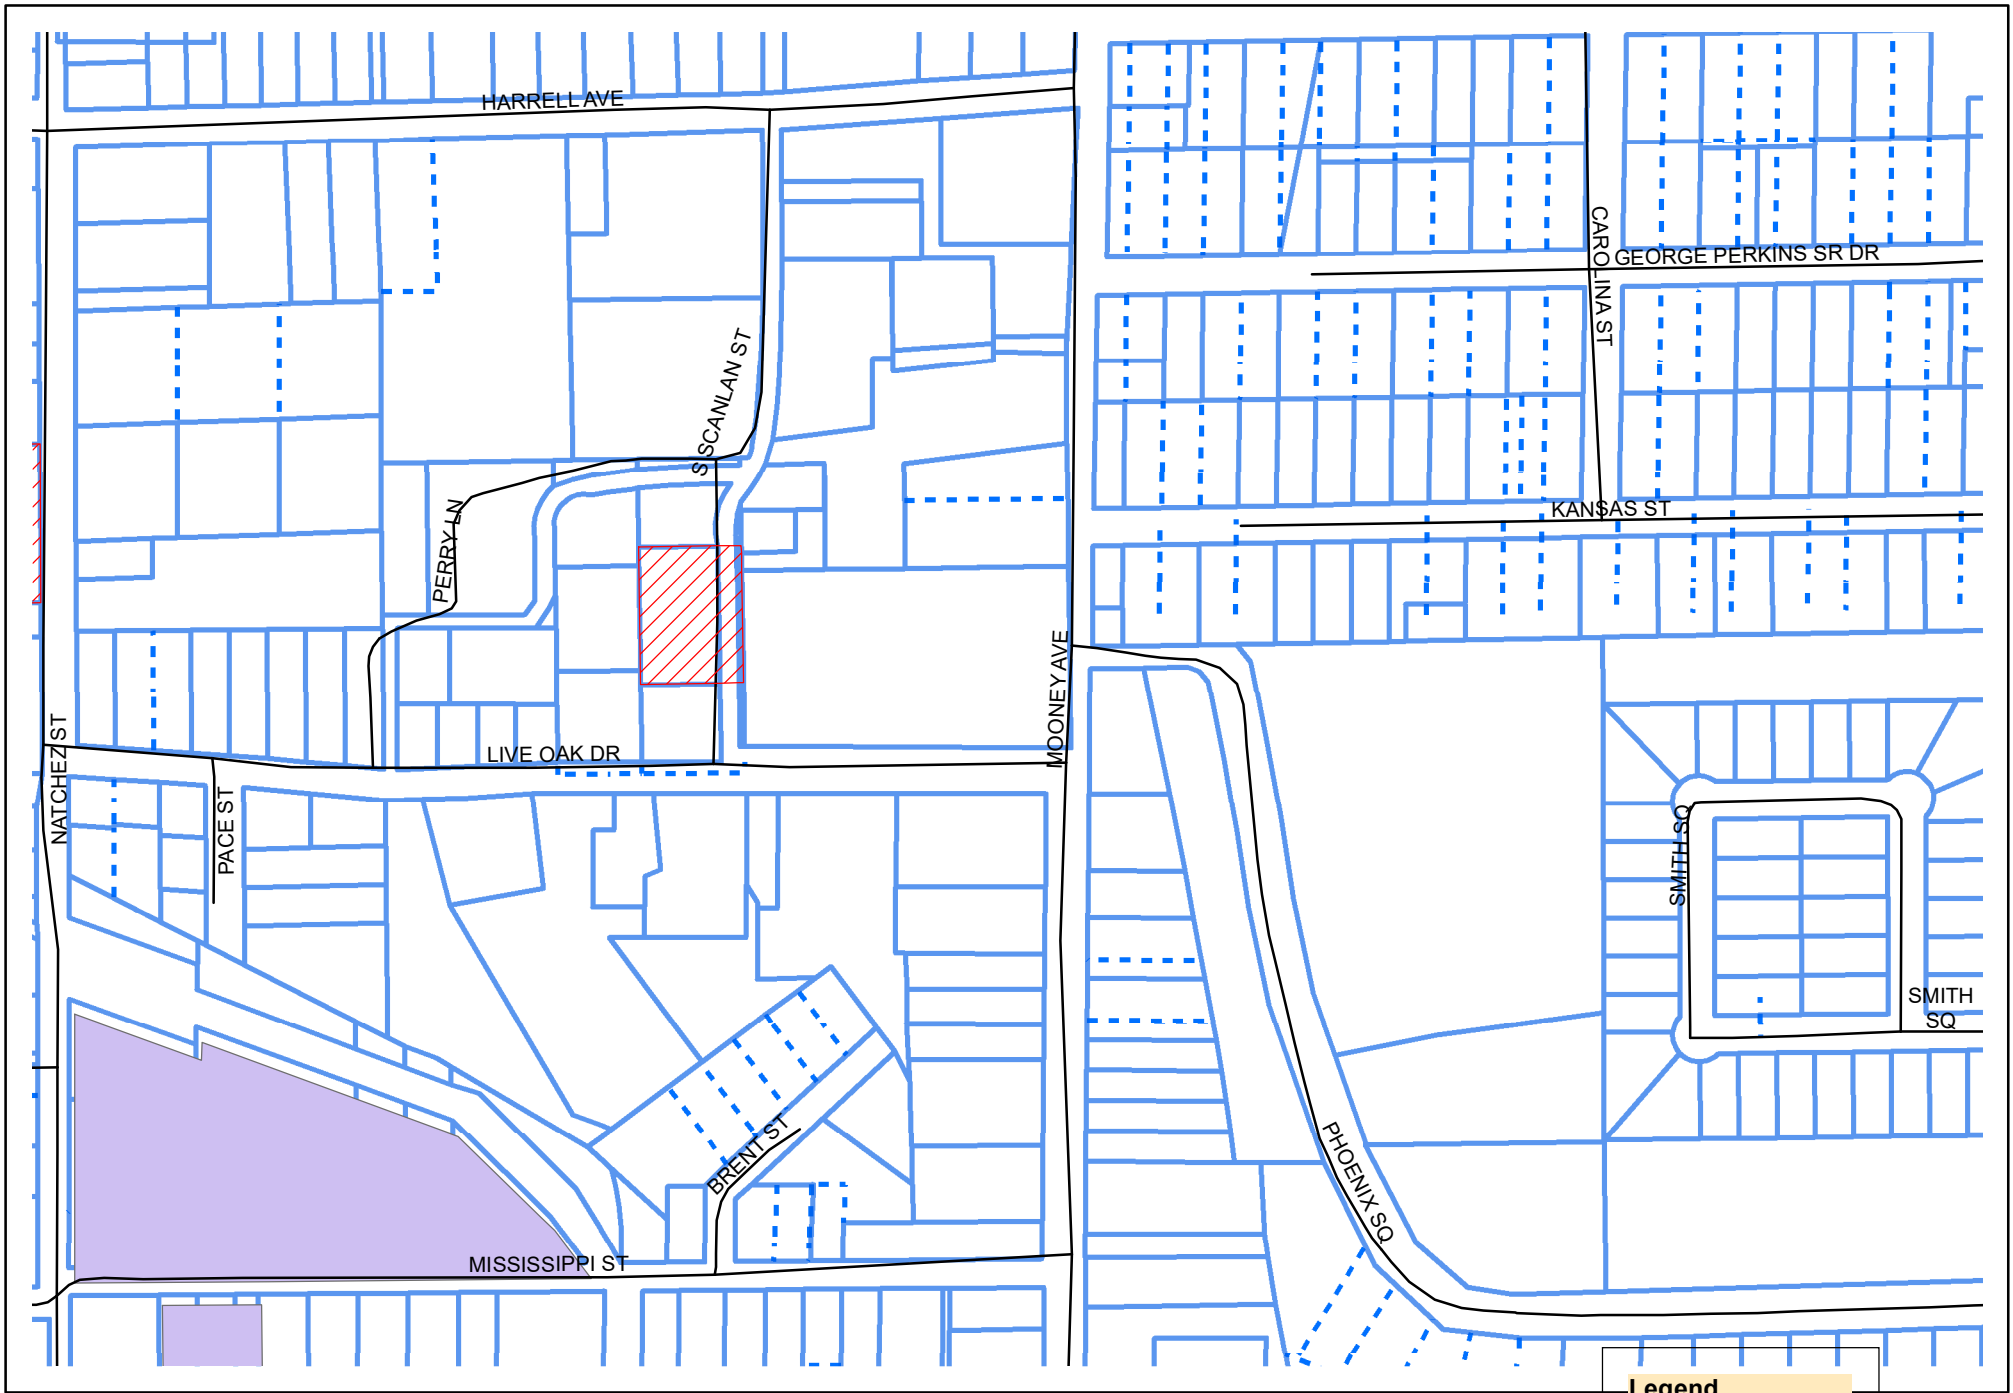 HARRELL AVE
CAROLINA ST
GEORGE PERKINS SR DR
S SCANLAN ST
PERRY LN
KANSAS ST
MOONEY AVE
NATCHEZ ST
LIVE OAK DR
PACE ST
SMITH SQ
SMITH
SQ
BRENT ST
PHOENIX SQ
MISSISSIPPI ST
Legend